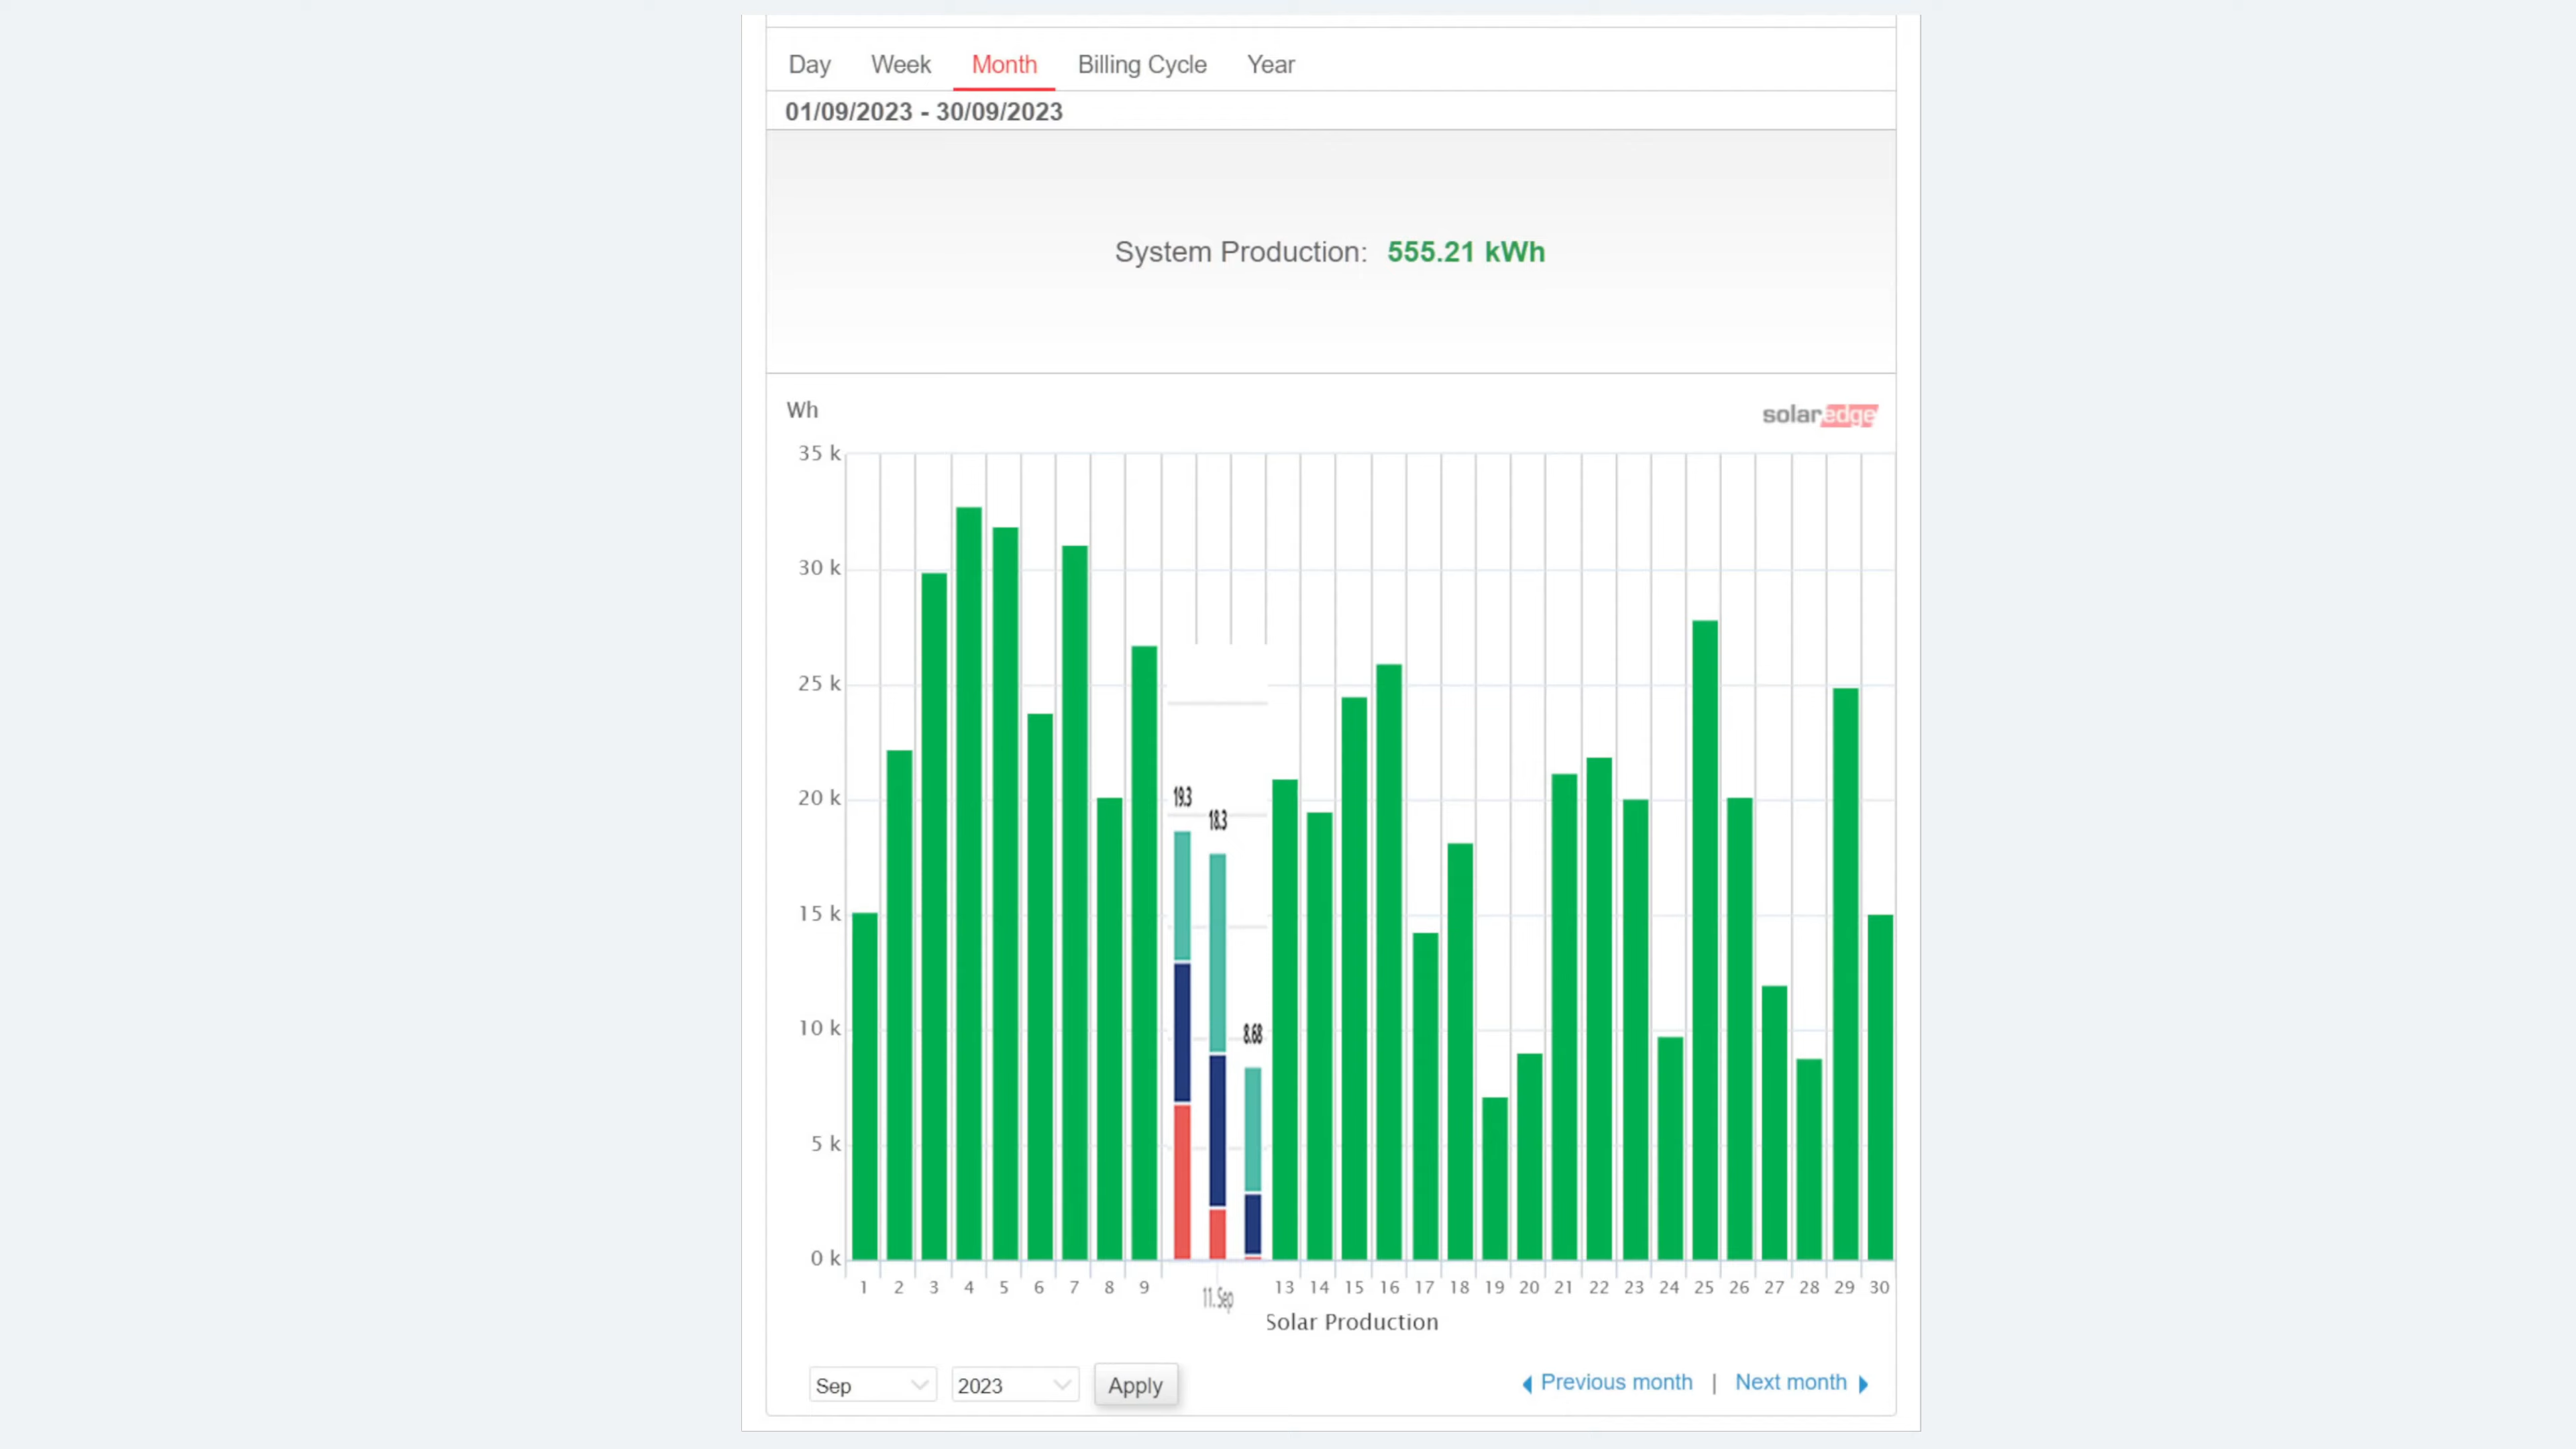 Day Week Month Billing Cycle Year
01/09/2023 - 30/09/2023
System Production: 555.21 kWh
Wh
solaredge
35 k
30 k
25 k
20 k
15 k
10 k
5 k
0 k
19.3
18.3
8.68
1 2 3 4 5 6 7 8 9 11. Sep 13 14 15 16 17 18 19 20 21 22 23 24 25 26 27 28 29 30
Solar Production
Sep 2023 Apply Previous month | Next month